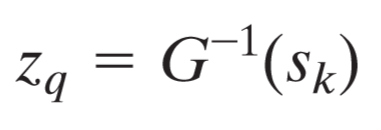 $z_q = G^{-1}(s_k)$